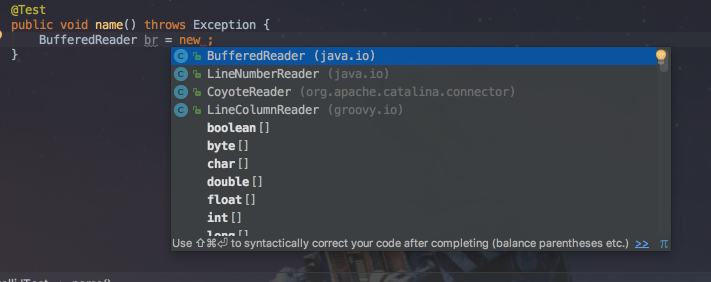 @Test
public void name() throws Exception {
BufferedReader br = new ;
}
BufferedReader (java.io)
LineNumberReader (java.io)
CoyoteReader (org.apache.catalina.connector)
LineColumnReader (groovy.io)
boolean[]
byte[]
char[]
double[]
float[]
int[]
long[]
Use ⇧⌘⏎ to syntactically correct your code after completing (balance parentheses etc.) >> π